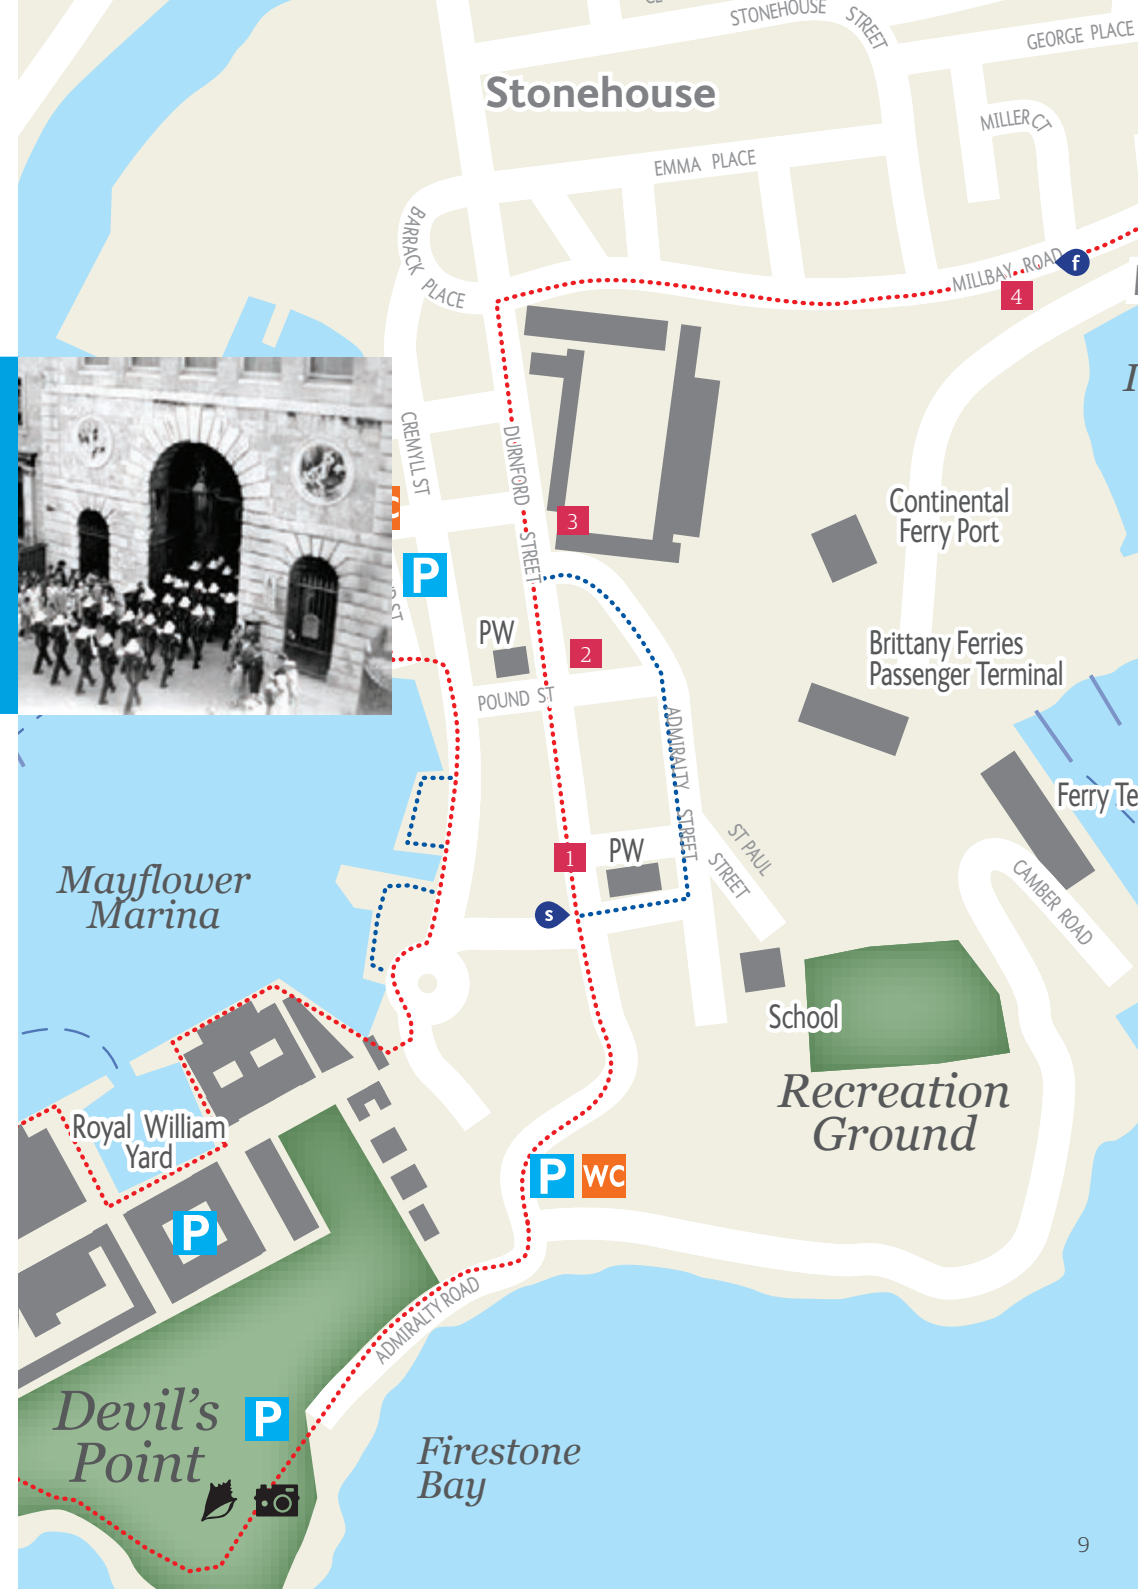 STONEHOUSE STREET
GEORGE PLACE
Stonehouse
MILLER CT
EMMA PLACE
BARRACK PLACE
MILLBAY ROAD
f
4
CREMYLL ST
DURNFORD STREET
Continental
Ferry Port
3
P
ST
PW
2
Brittany Ferries
Passenger Terminal
POUND ST
ADMIRALTY STREET
Ferry Te
1
PW
ST PAUL STREET
Mayflower
Marina
CAMBER ROAD
s
School
Recreation
Ground
Royal William
Yard
P
WC
P
ADMIRALTY ROAD
Devil's
Point
P
Firestone
Bay
9